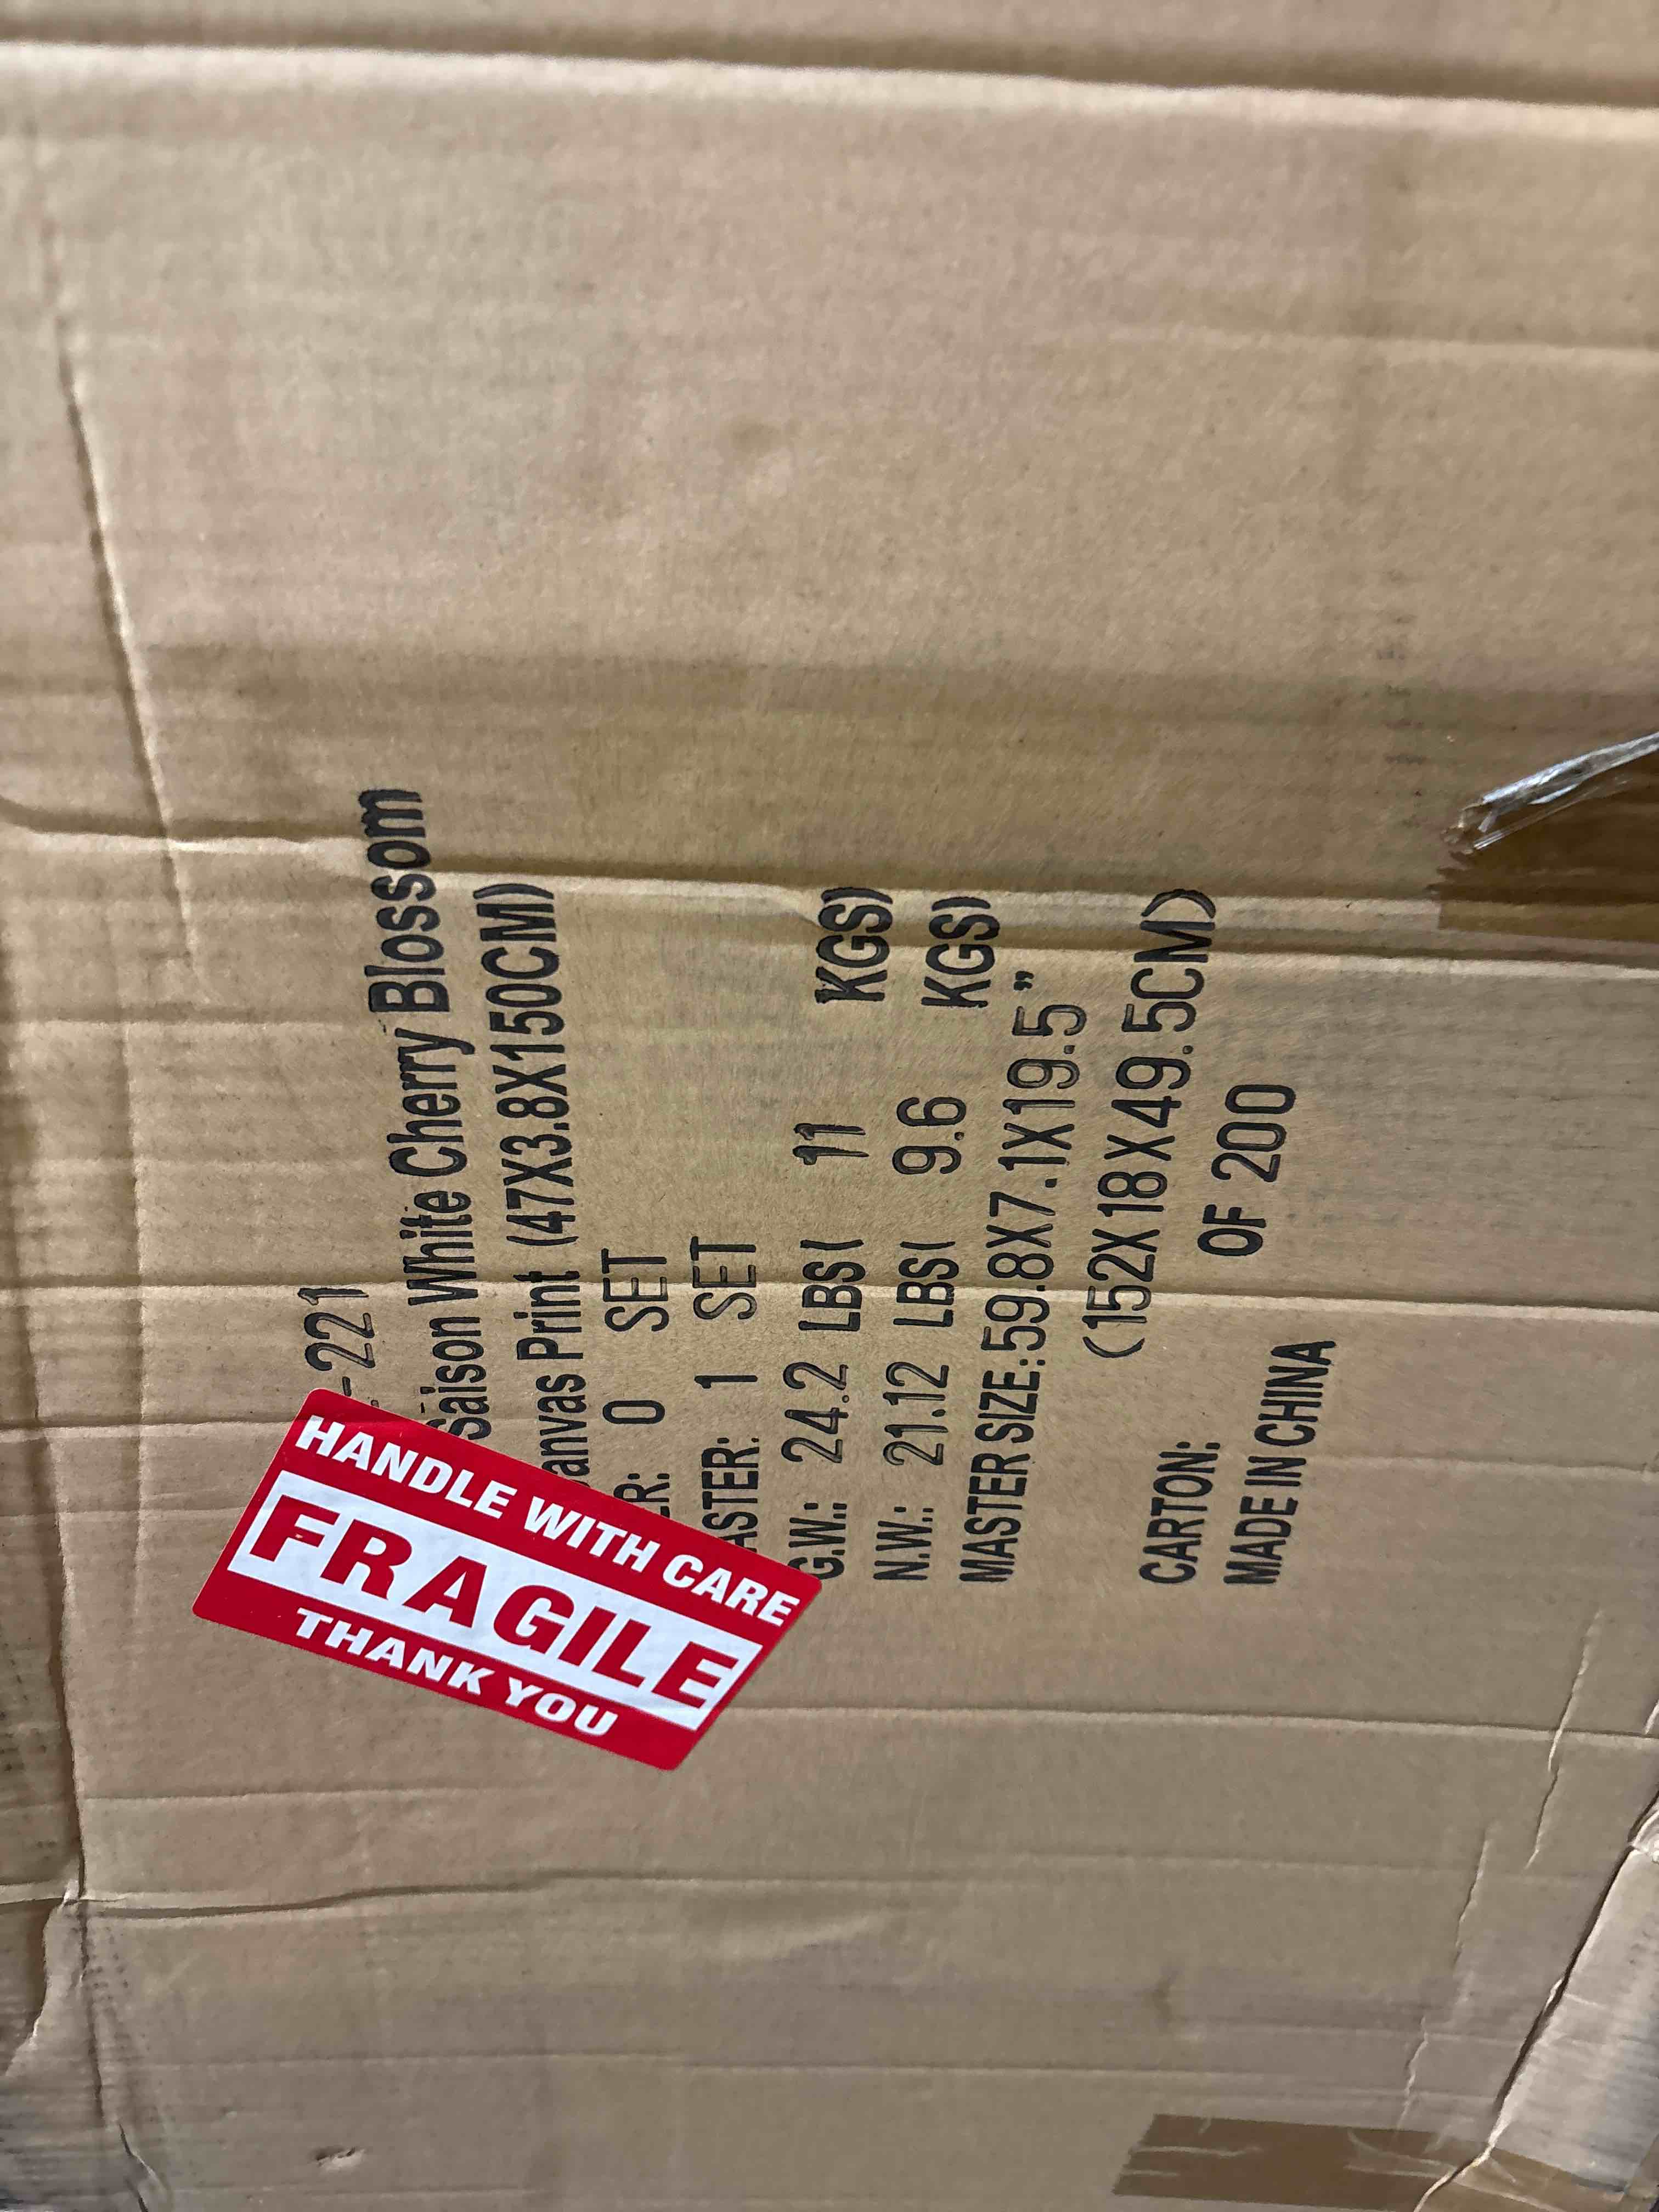 -221
Saison White Cherry Blossom
anvas Print (47X3.8X150CM)
ER: 0 SET
ASTER: 1 SET
G.W.: 24.2 LBS( 11 KGS)
N.W.: 21.12 LBS( 9.6 KGS)
MASTER SIZE:59.8X7.1X19.5"
(152X18X49.5CM)
CARTON: OF 200
MADE IN CHINA
HANDLE WITH CARE
FRAGILE
THANK YOU